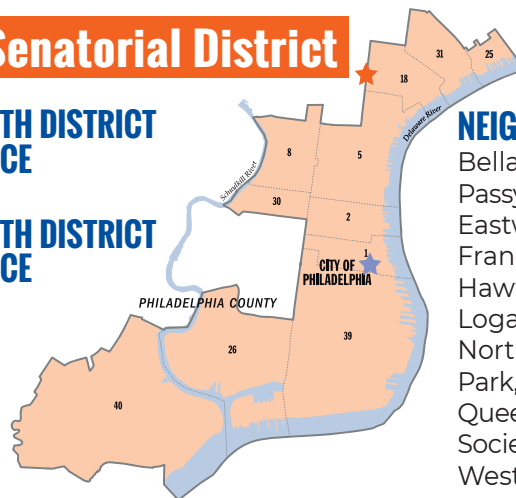 Senatorial District
TH DISTRICT
CE
TH DISTRICT
CE
31
25
18
Delaware River
8
5
Schuylkill River
30
2
1
CITY OF
PHILADELPHIA
PHILADELPHIA COUNTY
39
26
40
NEIG
Bella
Passy
Eastw
Fran
Hawt
Loga
Nort
Park,
Quee
Socie
West